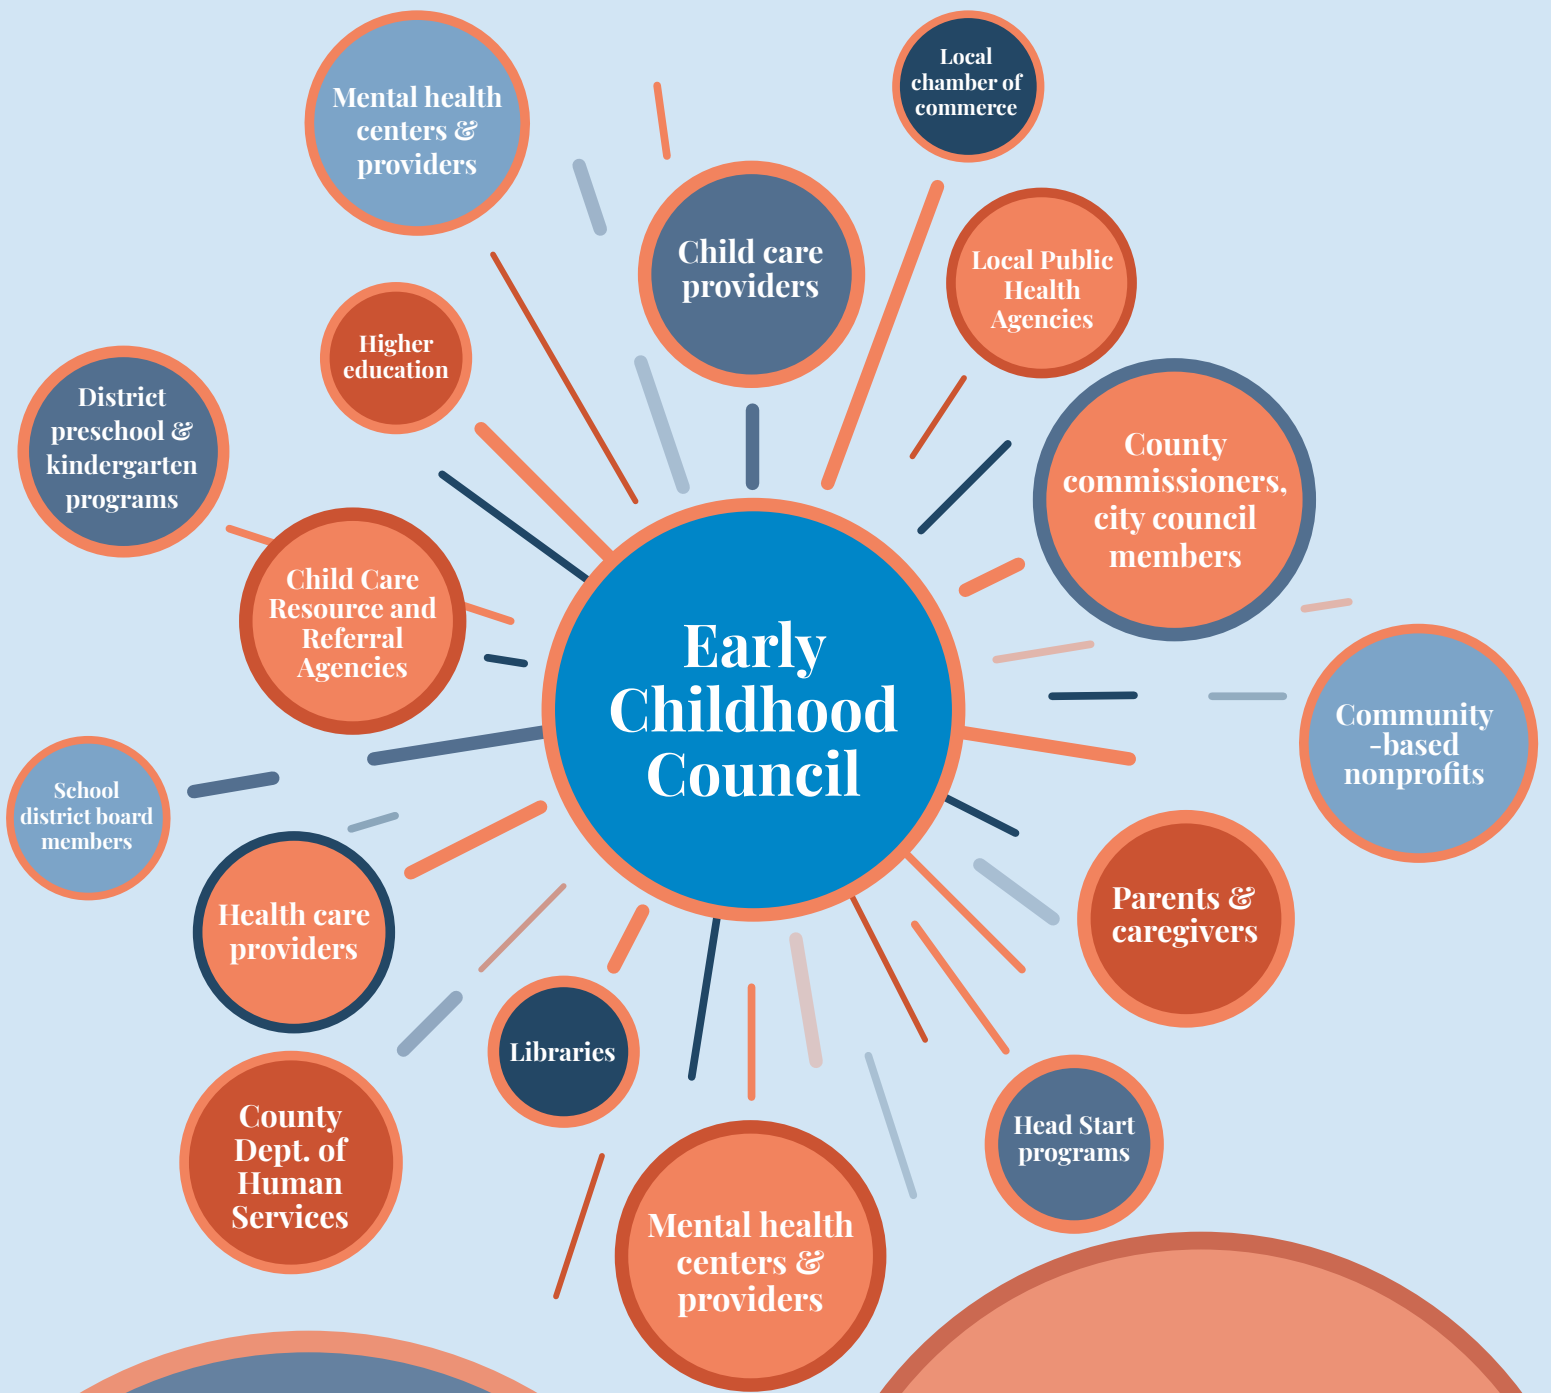 Mental health
centers &
providers
Local
chamber of
commerce
Child care
providers
Local Public
Health
Agencies
Higher
education
District
preschool &
kindergarten
programs
County
commissioners,
city council
members
Child Care
Resource and
Referral
Agencies
Early
Childhood
Council
Community
-based
nonprofits
School
district board
members
Health care
providers
Parents &
caregivers
Libraries
County
Dept. of
Human
Services
Head Start
programs
Mental health
centers &
providers